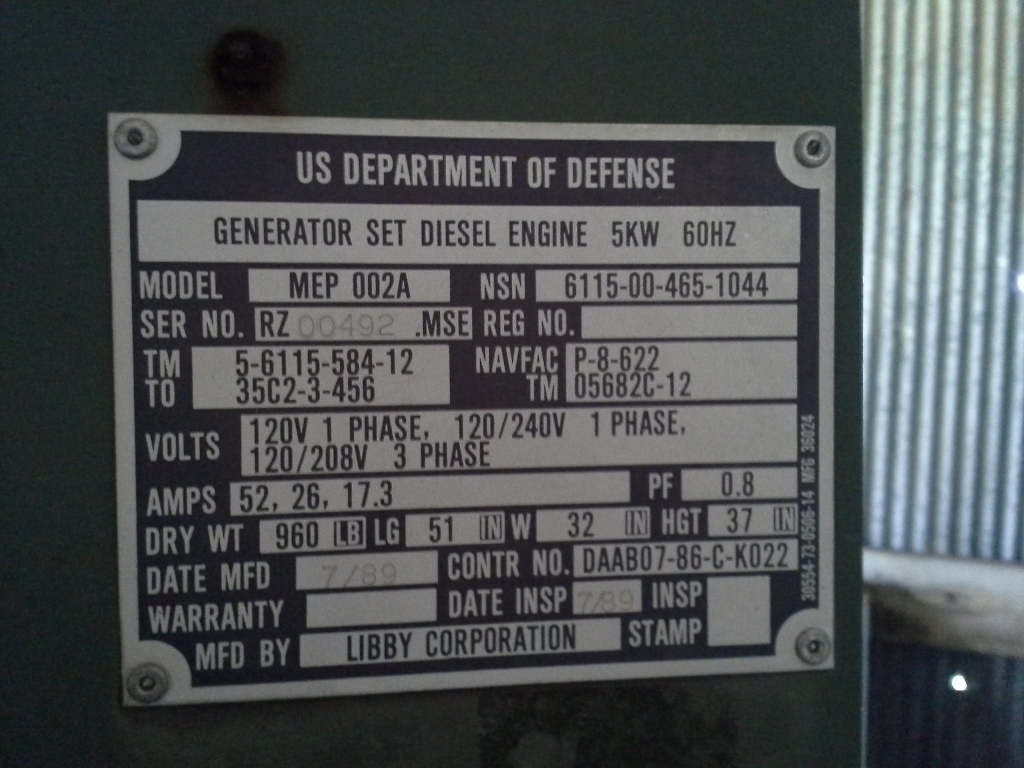 US DEPARTMENT OF DEFENSE
GENERATOR SET DIESEL ENGINE 5KW 60HZ
MODEL MEP 002A NSN 6115-00-465-1044
SER NO. RZ 00492 .MSE REG NO.
TM 5-6115-584-12 NAVFAC P-8-622
TO 35C2-3-456 TM 05682C-12
VOLTS 120V 1 PHASE, 120/240V 1 PHASE,
120/208V 3 PHASE
AMPS 52, 26, 17.3 PF 0.8
DRY WT 960 LB LG 51 IN W 32 IN HGT 37 IN
DATE MFD 7/89 CONTR NO. DAAB07-86-C-K022
WARRANTY DATE INSP 7/89 INSP
STAMP
MFD BY LIBBY CORPORATION
30554-73-0506-14 MFG 36024